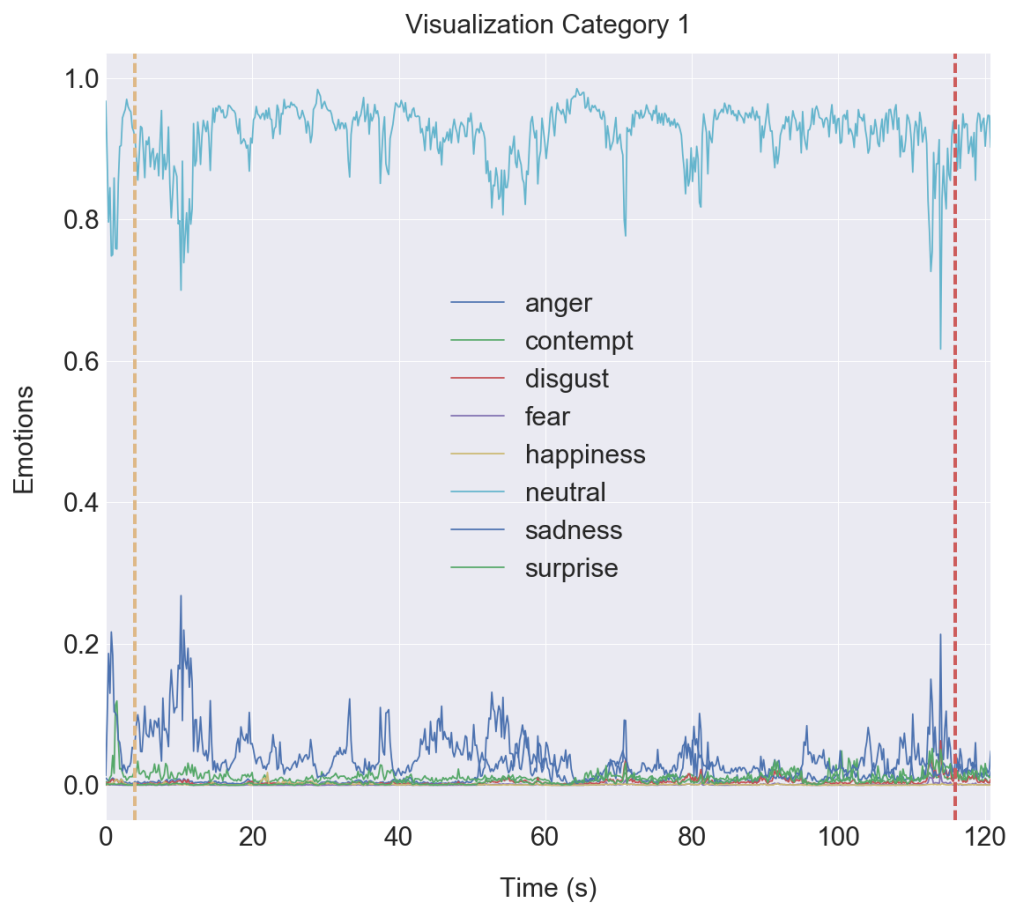 Visualization Category 1
1.0
0.8
0.6
0.4
0.2
0.0
Emotions
anger
contempt
disgust
fear
happiness
neutral
sadness
surprise
0 20 40 60 80 100 120
Time (s)